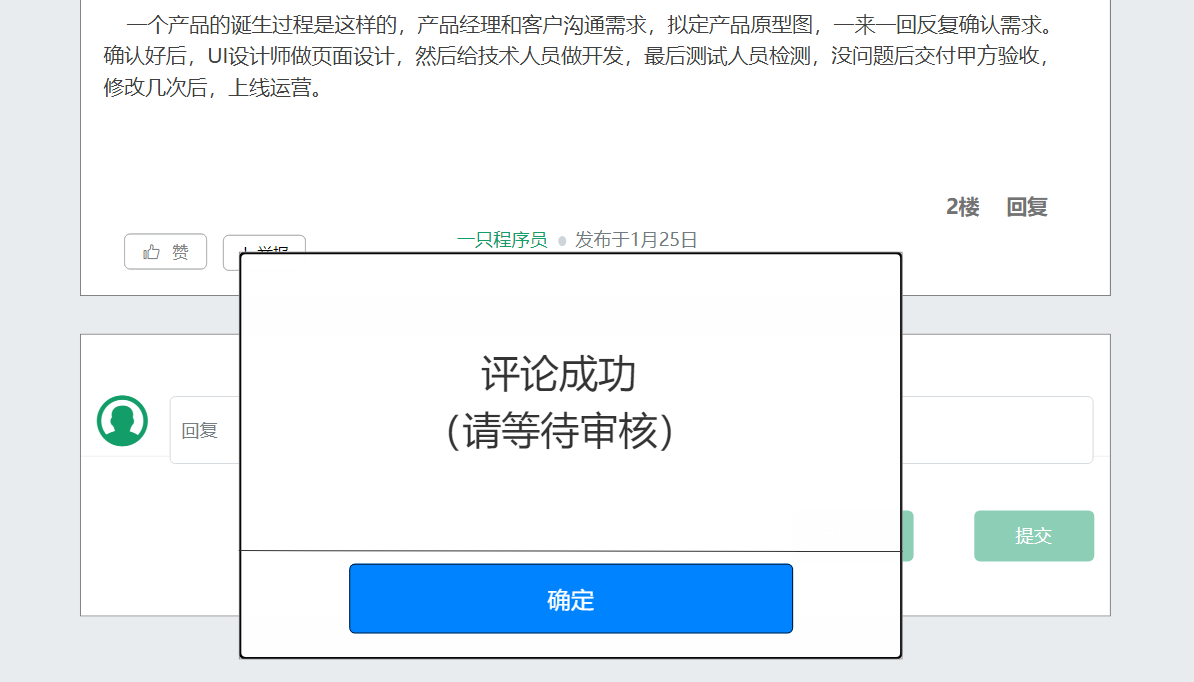 一个产品的诞生过程是这样的，产品经理和客户沟通需求，拟定产品原型图，一来一回反复确认需求。
确认好后，UI设计师做页面设计，然后给技术人员做开发，最后测试人员检测，没问题后交付甲方验收，
修改几次后，上线运营。
2楼 回复
一只程序员 发布于1月25日
赞
评论成功
（请等待审核）
回复
提交
确定